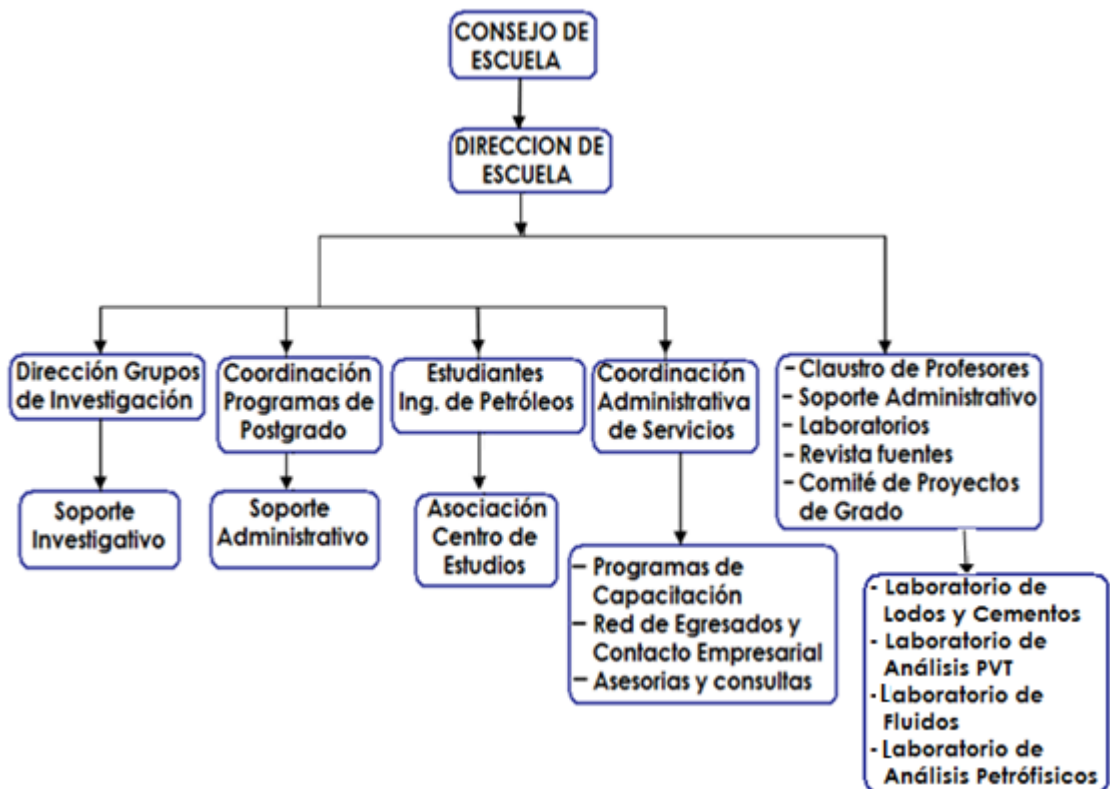 CONSEJO DE
ESCUELA
DIRECCION DE
ESCUELA
Dirección Grupos
de Investigación
Coordinación
Programas de
Postgrado
Estudiantes
Ing. de Petróleos
Coordinación
Administrativa
de Servicios
– Claustro de Profesores
– Soporte Administrativo
– Laboratorios
– Revista fuentes
– Comité de Proyectos
de Grado
Soporte
Investigativo
Soporte
Administrativo
Asociación
Centro de
Estudios
– Programas de
Capacitación
– Red de Egresados y
Contacto Empresarial
– Asesorias y consultas
- Laboratorio de
Lodos y Cementos
- Laboratorio de
Análisis PVT
- Laboratorio de
Fluidos
- Laboratorio de
Análisis Petrófisicos